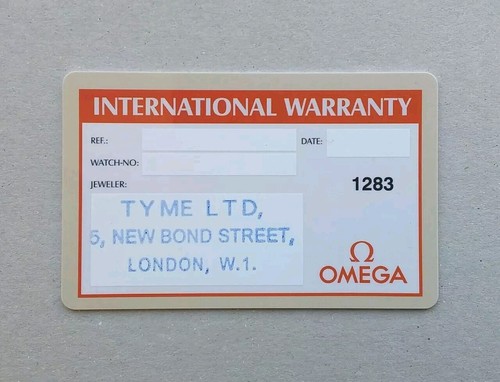 INTERNATIONAL WARRANTY
REF.: DATE:
WATCH-NO:
JEWELER:
1283
TYME LTD,
5, NEW BOND STREET,
LONDON, W.1.
Ω
OMEGA